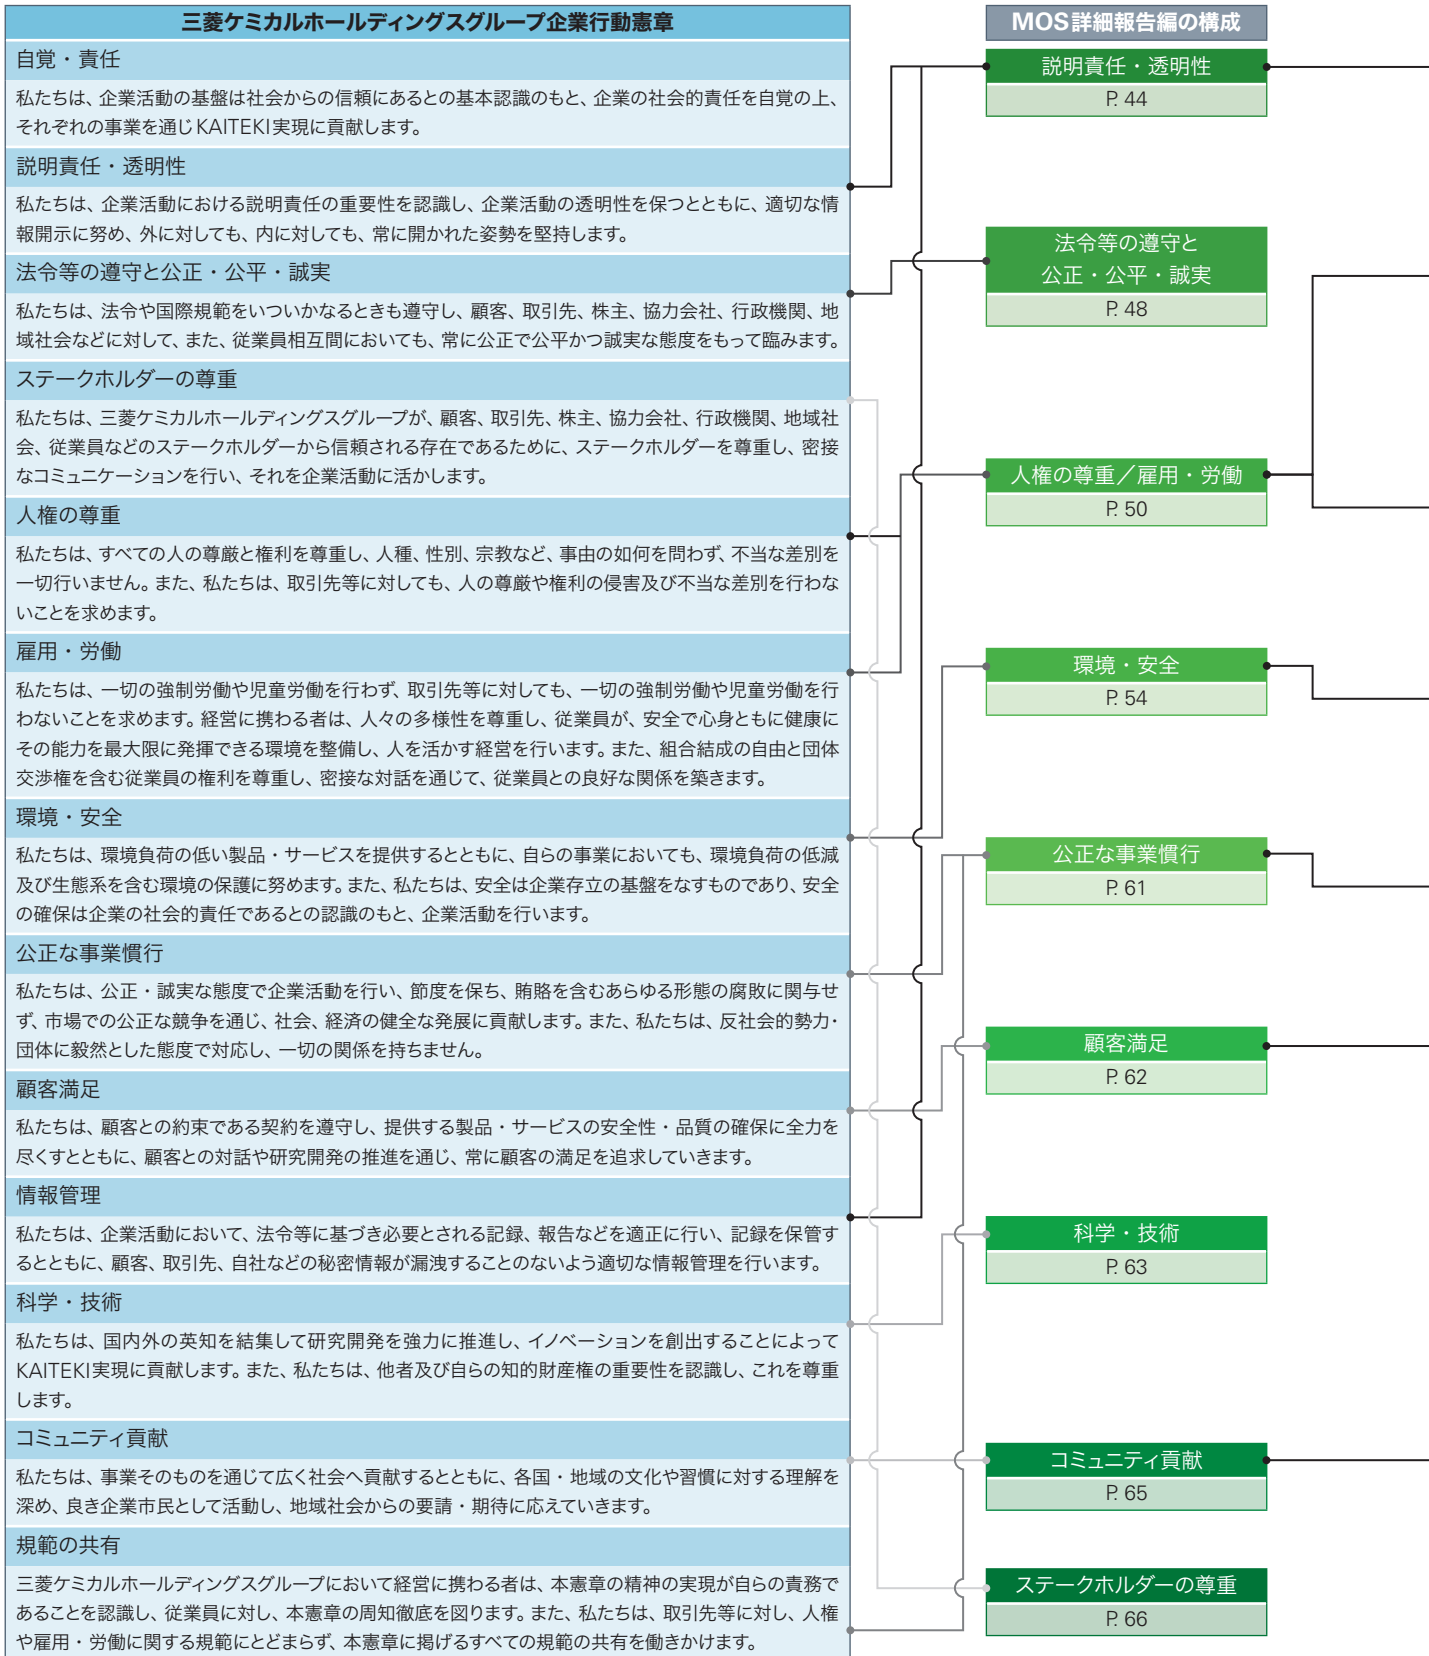 三菱ケミカルホールディングスグループ企業行動憲章
自覚・責任
私たちは、企業活動の基盤は社会からの信頼にあるとの基本認識のもと、企業の社会的責任を自覚の上、
それぞれの事業を通じKAITEKI実現に貢献します。
説明責任・透明性
私たちは、企業活動における説明責任の重要性を認識し、企業活動の透明性を保つとともに、適切な情
報開示に努め、外に対しても、内に対しても、常に開かれた姿勢を堅持します。
法令等の遵守と公正・公平・誠実
私たちは、法令や国際規範をいついかなるときも遵守し、顧客、取引先、株主、協力会社、行政機関、地
域社会などに対して、また、従業員相互間においても、常に公正で公平かつ誠実な態度をもって臨みます。
ステークホルダーの尊重
私たちは、三菱ケミカルホールディングスグループが、顧客、取引先、株主、協力会社、行政機関、地域社
会、従業員などのステークホルダーから信頼される存在であるために、ステークホルダーを尊重し、密接
なコミュニケーションを行い、それを企業活動に活かします。
人権の尊重
私たちは、すべての人の尊厳と権利を尊重し、人種、性別、宗教など、事由の如何を問わず、不当な差別を
一切行いません。また、私たちは、取引先等に対しても、人の尊厳や権利の侵害及び不当な差別を行わな
いことを求めます。
雇用・労働
私たちは、一切の強制労働や児童労働を行わず、取引先等に対しても、一切の強制労働や児童労働を行
わないことを求めます。経営に携わる者は、人々の多様性を尊重し、従業員が、安全で心身ともに健康に
その能力を最大限に発揮できる環境を整備し、人を活かす経営を行います。また、組合結成の自由と団体
交渉権を含む従業員の権利を尊重し、密接な対話を通じて、従業員との良好な関係を築きます。
環境・安全
私たちは、環境負荷の低い製品・サービスを提供するとともに、自らの事業においても、環境負荷の低減
及び生態系を含む環境の保護に努めます。また、私たちは、安全は企業存立の基盤をなすものであり、安全
の確保は企業の社会的責任であるとの認識のもと、企業活動を行います。
公正な事業慣行
私たちは、公正・誠実な態度で企業活動を行い、節度を保ち、賄賂を含むあらゆる形態の腐敗に関与せ
ず、市場での公正な競争を通じ、社会、経済の健全な発展に貢献します。また、私たちは、反社会的勢力・
団体に毅然とした態度で対応し、一切の関係を持ちません。
顧客満足
私たちは、顧客との約束である契約を遵守し、提供する製品・サービスの安全性・品質の確保に全力を
尽くすとともに、顧客との対話や研究開発の推進を通じ、常に顧客の満足を追求していきます。
情報管理
私たちは、企業活動において、法令等に基づき必要とされる記録、報告などを適正に行い、記録を保管す
るとともに、顧客、取引先、自社などの秘密情報が漏洩することのないよう適切な情報管理を行います。
科学・技術
私たちは、国内外の英知を結集して研究開発を強力に推進し、イノベーションを創出することによって
KAITEKI実現に貢献します。また、私たちは、他者及び自らの知的財産権の重要性を認識し、これを尊重
します。
コミュニティ貢献
私たちは、事業そのものを通じて広く社会へ貢献するとともに、各国・地域の文化や習慣に対する理解を
深め、良き企業市民として活動し、地域社会からの要請・期待に応えていきます。
規範の共有
三菱ケミカルホールディングスグループにおいて経営に携わる者は、本憲章の精神の実現が自らの責務で
あることを認識し、従業員に対し、本憲章の周知徹底を図ります。また、私たちは、取引先等に対し、人権
や雇用・労働に関する規範にとどまらず、本憲章に掲げるすべての規範の共有を働きかけます。
MOS詳細報告編の構成
説明責任・透明性
P. 44
法令等の遵守と
公正・公平・誠実
P. 48
人権の尊重／雇用・労働
P. 50
環境・安全
P. 54
公正な事業慣行
P. 61
顧客満足
P. 62
科学・技術
P. 63
コミュニティ貢献
P. 65
ステークホルダーの尊重
P. 66